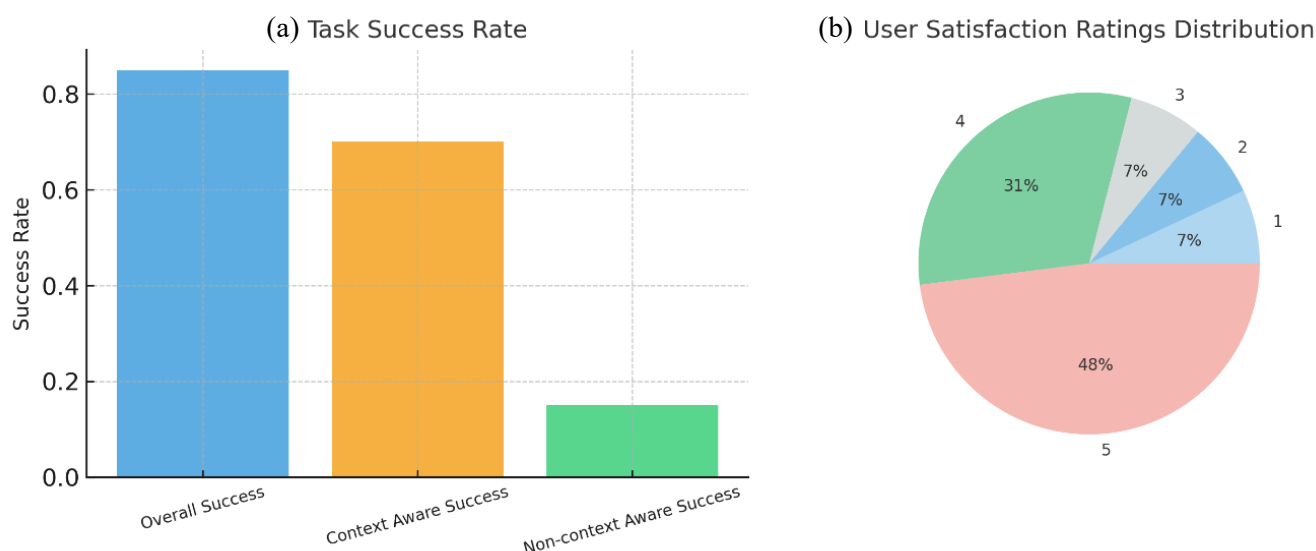 (a) Task Success Rate
Success Rate
0.8
0.6
0.4
0.2
0.0
Overall Success
Context Aware Success
Non-context Aware Success
(b) User Satisfaction Ratings Distribution
3
4
2
7%
31%
7%
1
7%
48%
5